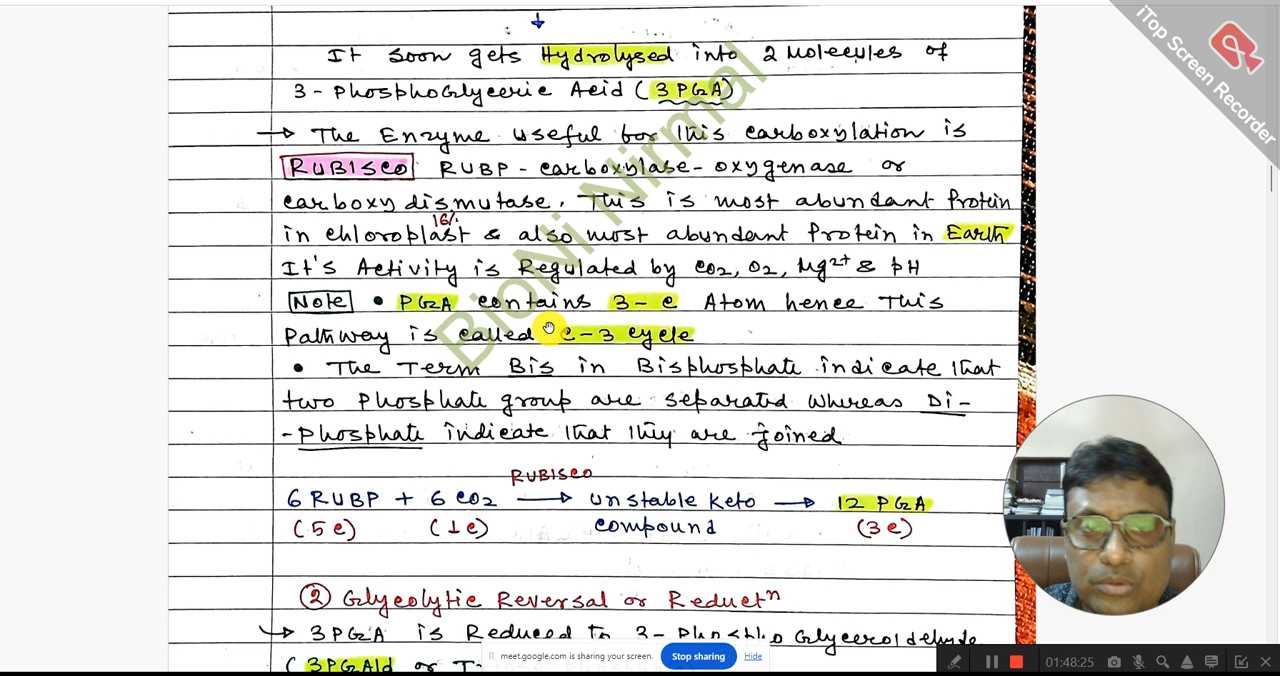 It soon gets Hydrolysed into 2 Molecules of
3-PhosphoGlyceric Acid (3PGA)
→ The Enzyme useful for this carboxylation is
RUBISCO RUBP-carboxylase-oxygenase or
carboxy dismutase. This is most abundant Protein
16%
in chloroplast & also most abundant Protein in Earth
It's Activity is Regulated by CO2, O2, Mg2+ & pH
Note • PGA contains 3-C Atom hence This
Pathway is called C-3 cycle
• The Term Bis in Bisphosphate indicate that
two phosphate group are separated whereas Di-
-phosphate indicate that they are joined
RUBISCO
6 RUBP + 6 CO2 → unstable keto → 12 PGA
(5c) (1c) compound (3c)
② Glycolytic Reversal or Reductn
→ 3PGA is Reduced to 3-Phospho Glyceraldehyde
(3PGAld or
BioNi Nirmal
iTop Screen Recorder
meet.google.com is sharing your screen. Stop sharing Hide
01:48:25